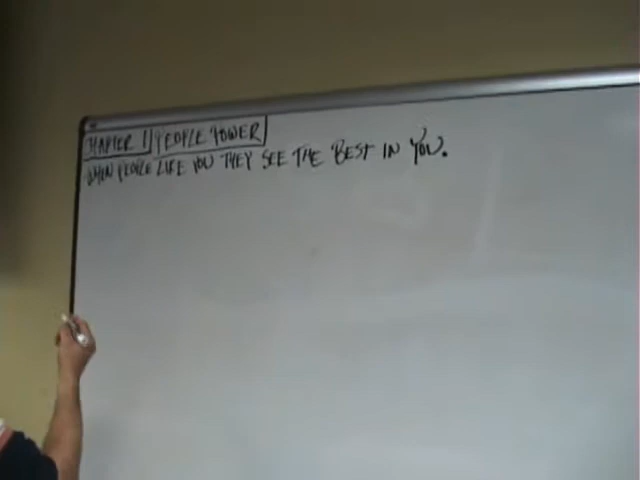 CHAPTER 1 PEOPLE POWER
WHEN PEOPLE LIKE YOU THEY SEE THE BEST IN YOU.